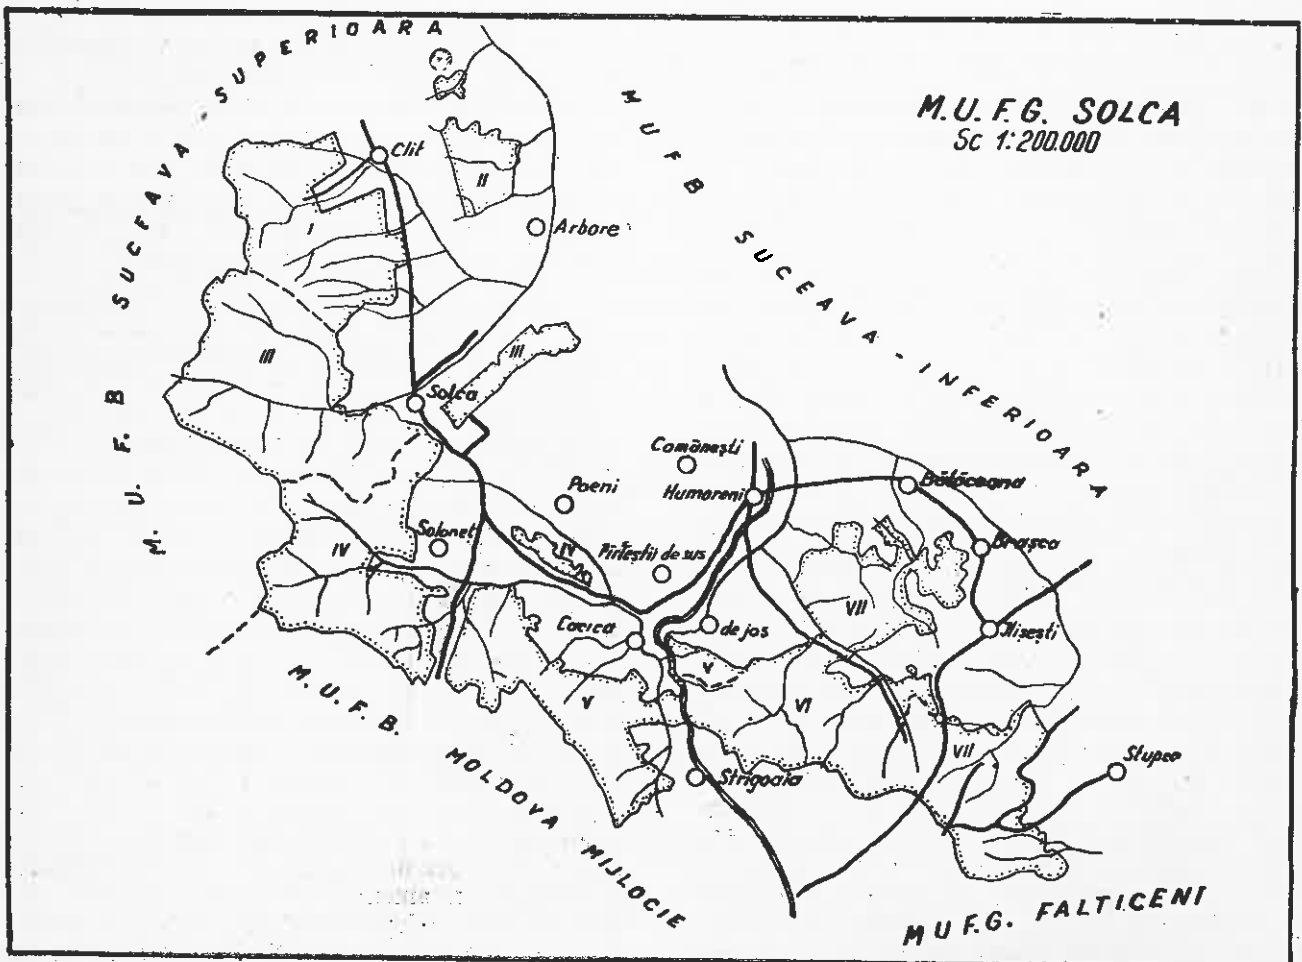 M.U.F.G. SOLCA
Sc 1:200.000
M. U. F. B SUCEAVA SUPERIOARA
M U F B SUCEAVA - INFERIOARA
Clit
II
Arbore
I
III
III
Solca
Comănești
Humoreni
Bălăceana
Poeni
Solonet
IV
IV
Pîrteștii de sus
Brașca
VII
Cacica
de jos
Ilișești
V
V
VI
VII
Strigoaia
Stupca
M. U. F. B. MOLDOVA MIJLOCIE
M U F.G. FALTICENI